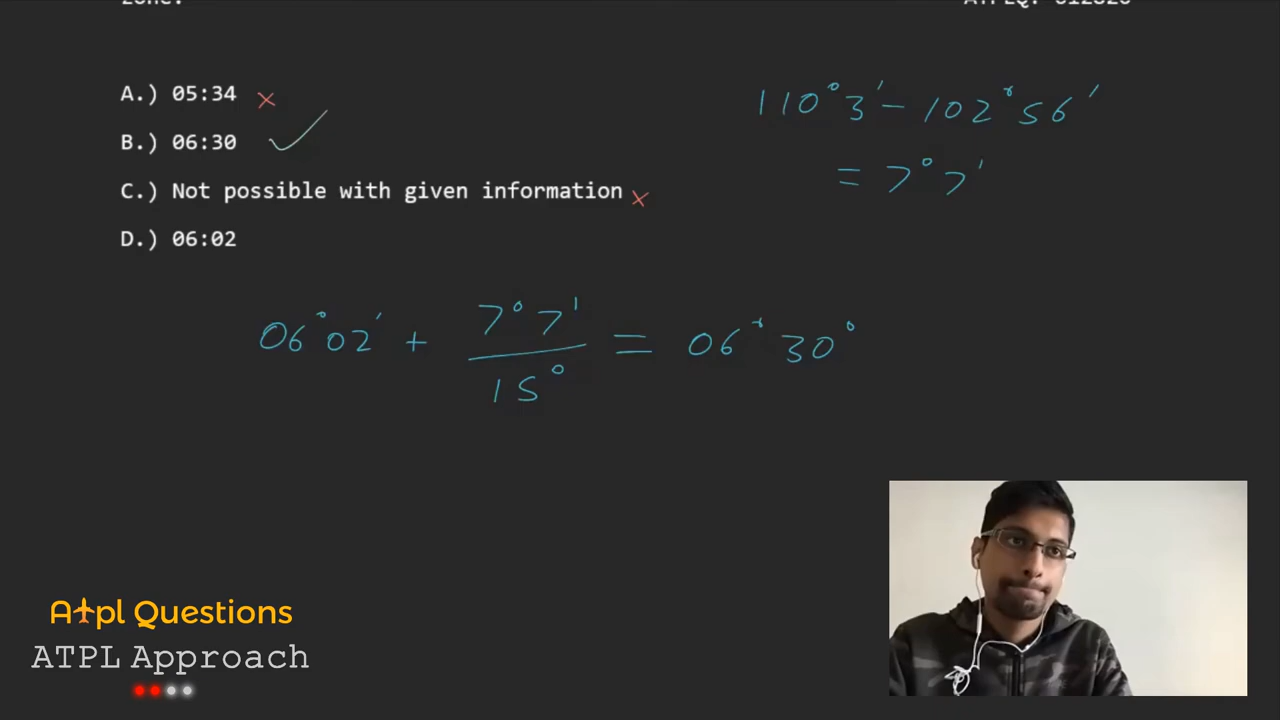 A.) 05:34 ×
B.) 06:30 ✓
C.) Not possible with given information ×
D.) 06:02
110°3′ − 102°56′
= 7°7′
06°02′ + 7°7′ / 15° = 06°30°
Atpl Questions
ATPL Approach